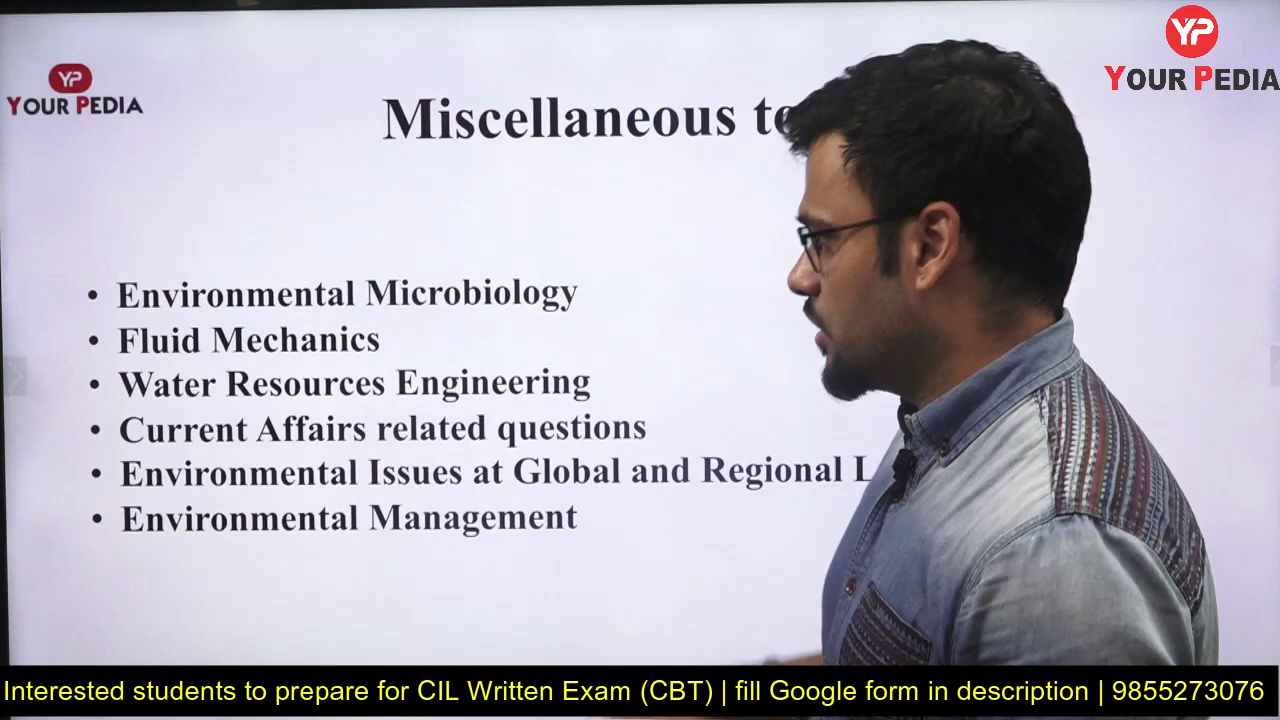 YP
YOUR PEDIA
YP
YOUR PEDIA
Miscellaneous
• Environmental Microbiology
• Fluid Mechanics
• Water Resources Engineering
• Current Affairs related questions
• Environmental Issues at Global and Regional
• Environmental Management
Interested students to prepare for CIL Written Exam (CBT) | fill Google form in description | 9855273076